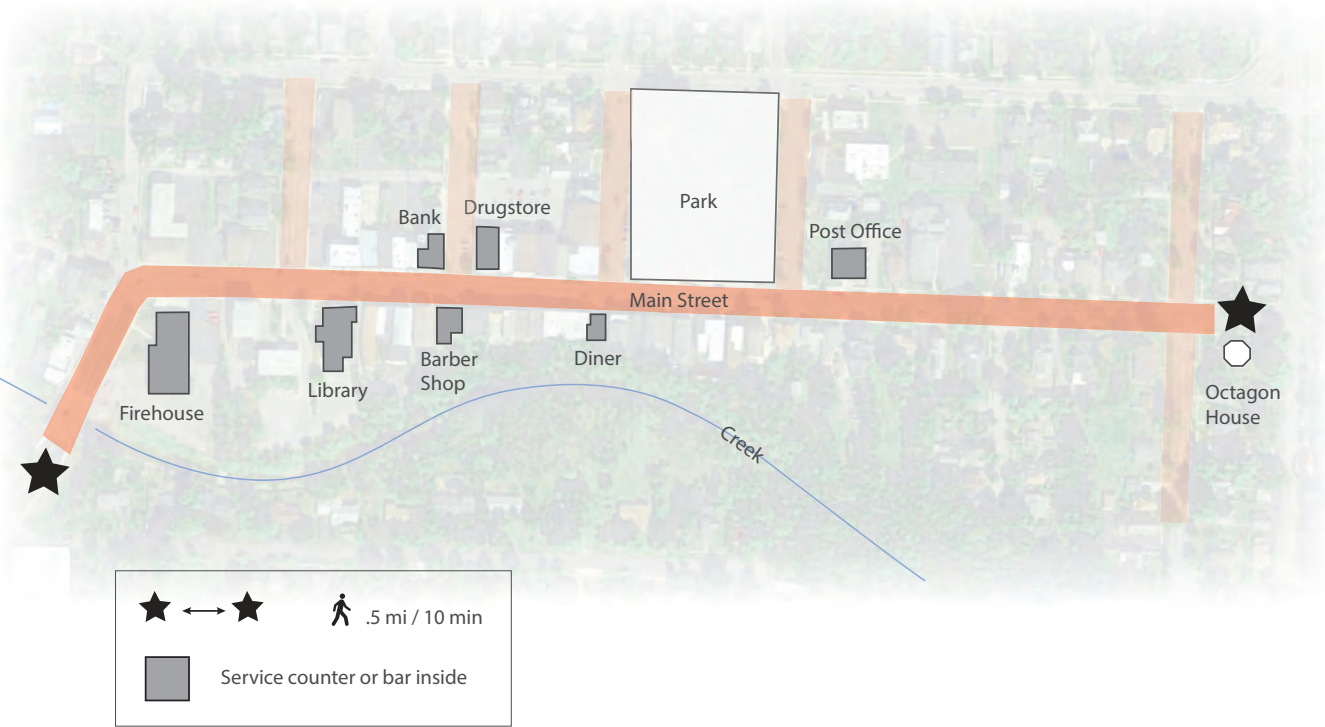 Park
Drugstore
Bank
Post Office
Main Street
Diner
Barber
Shop
Library
Firehouse
Octagon
House
Creek
.5 mi / 10 min
Service counter or bar inside